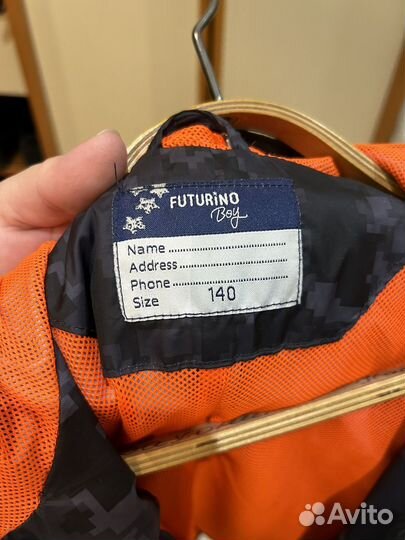 FUTURiNO
Boy
Name
Address
Phone
Size 140
Avito